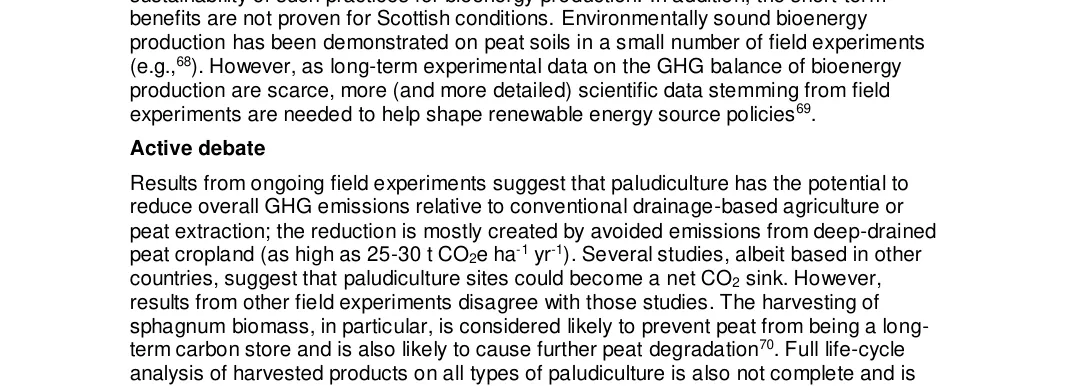 benefits are not proven for Scottish conditions. Environmentally sound bioenergy
production has been demonstrated on peat soils in a small number of field experiments
(e.g.,⁶⁸). However, as long-term experimental data on the GHG balance of bioenergy
production are scarce, more (and more detailed) scientific data stemming from field
experiments are needed to help shape renewable energy source policies⁶⁹.
Active debate
Results from ongoing field experiments suggest that paludiculture has the potential to
reduce overall GHG emissions relative to conventional drainage-based agriculture or
peat extraction; the reduction is mostly created by avoided emissions from deep-drained
peat cropland (as high as 25-30 t CO₂e ha⁻¹ yr⁻¹). Several studies, albeit based in other
countries, suggest that paludiculture sites could become a net CO₂ sink. However,
results from other field experiments disagree with those studies. The harvesting of
sphagnum biomass, in particular, is considered likely to prevent peat from being a long-
term carbon store and is also likely to cause further peat degradation⁷⁰. Full life-cycle
analysis of harvested products on all types of paludiculture is also not complete and is